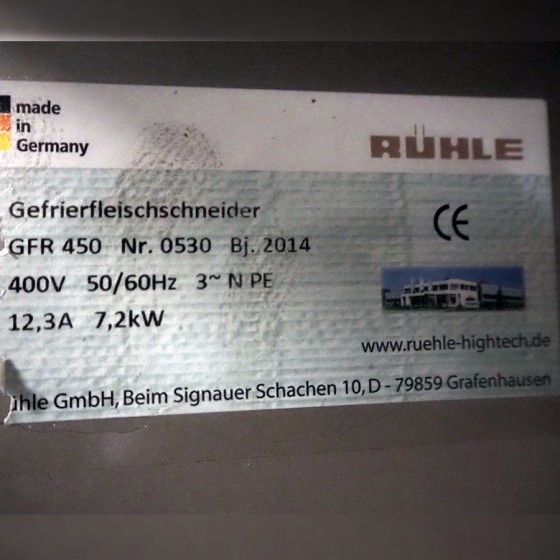 made
in
Germany
RÜHLE
Gefrierfleischschneider
GFR 450 Nr. 0530 Bj. 2014
400V 50/60Hz 3~ N PE
12,3A 7,2kW
CE
www.ruehle-hightech.de
ühle GmbH, Beim Signauer Schachen 10, D - 79859 Grafenhausen